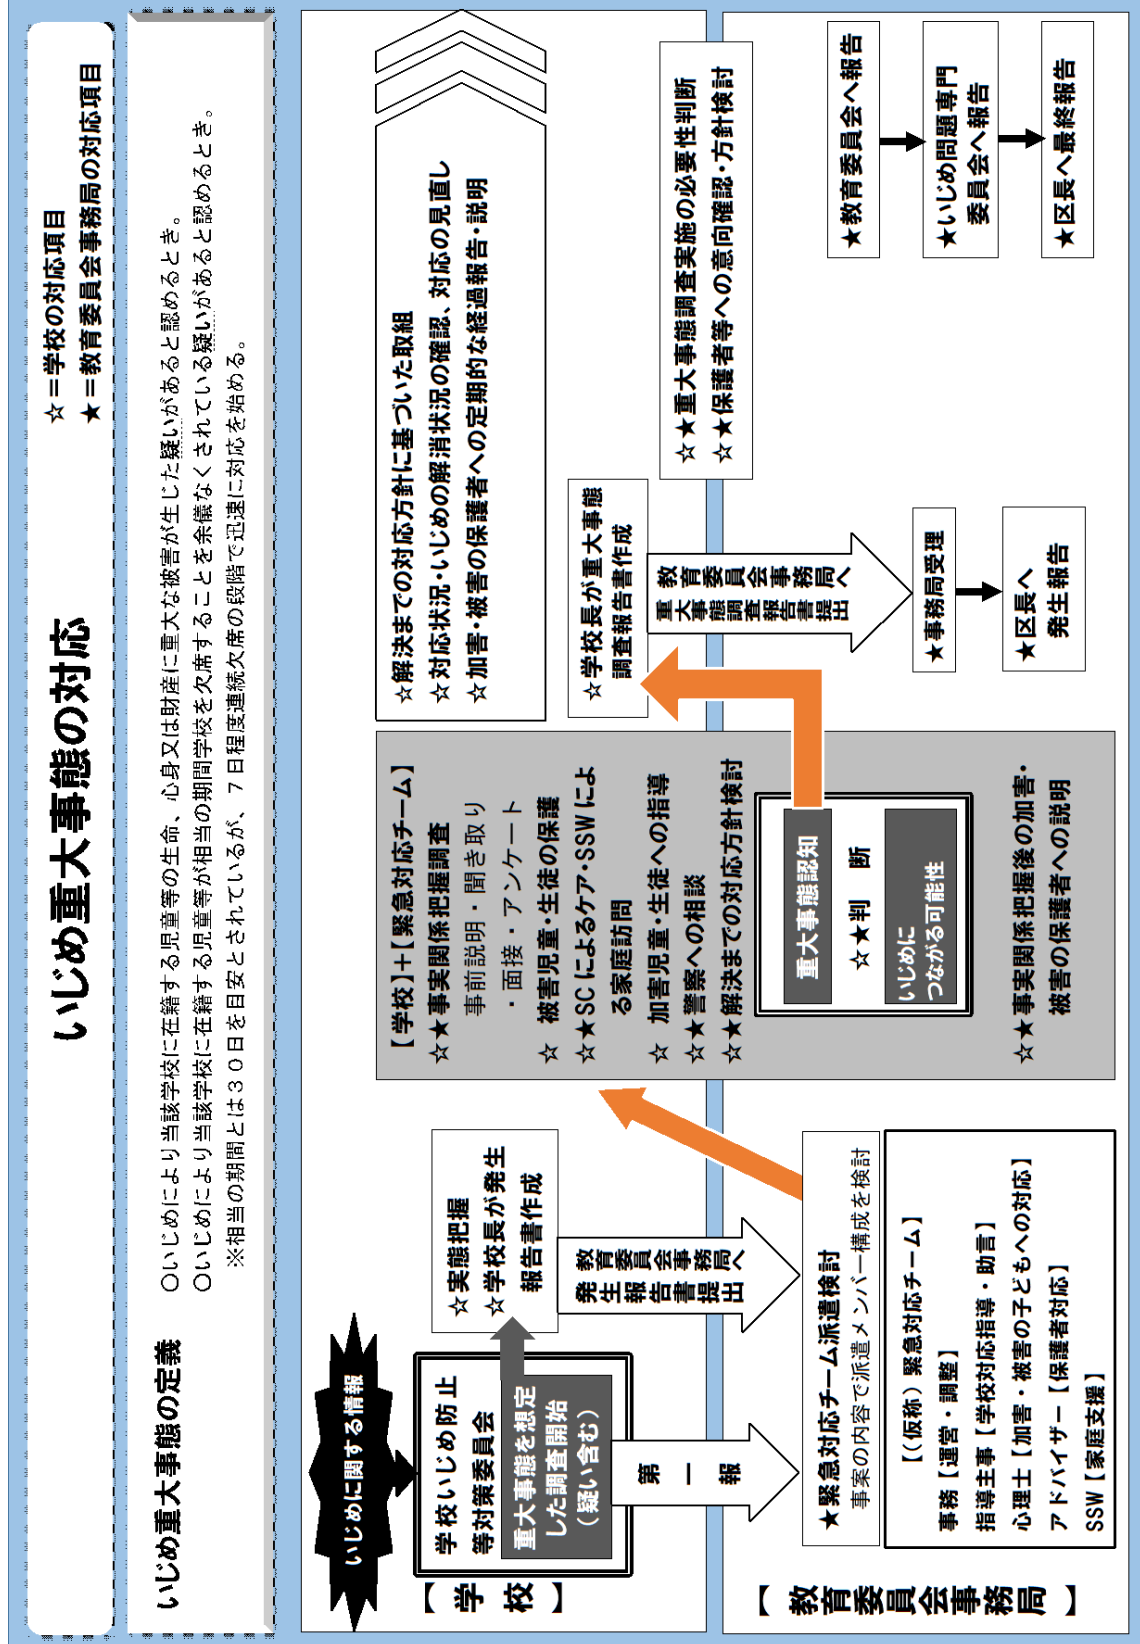 いじめ重大事態の対応
☆＝学校の対応項目
★＝教育委員会事務局の対応項目
いじめ重大事態の定義
〇いじめにより当該学校に在籍する児童等の生命、心身又は財産に重大な被害が生じた疑いがあると認めるとき。
〇いじめにより当該学校に在籍する児童等が相当の期間学校を欠席することを余儀なくされている疑いがあると認めるとき。
※相当の期間とは３０日を目安とされているが、７日程度連続欠席の段階で迅速に対応を始める。
【学校】
いじめに関する情報
学校いじめ防止
等対策委員会
重大事態を想定
した調査開始
（疑い含む）
第一報
☆実態把握
☆学校長が発生
報告書作成
教育委員会事務局へ
発生報告書提出
【教育委員会事務局】
★緊急対応チーム派遣検討
事案の内容で派遣メンバー構成を検討
【（仮称）緊急対応チーム】
事務【運営・調整】
指導主事【学校対応指導・助言】
心理士【加害・被害の子どもへの対応】
アドバイザー【保護者対応】
SSW【家庭支援】
【学校】＋【緊急対応チーム】
☆★事実関係把握調査
事前説明・聞き取り
・面接・アンケート
☆ 被害児童・生徒の保護
☆★SCによるケア・SSWによ
る家庭訪問
☆ 加害児童・生徒への指導
☆★警察への相談
☆★解決までの対応方針検討
重大事態認知
☆★判 断
いじめに
つながる可能性
☆★事実関係把握後の加害・
被害の保護者への説明
☆解決までの対応方針に基づいた取組
☆対応状況・いじめの解消状況の確認、対応の見直し
☆加害・被害の保護者への定期的な経過報告・説明
☆学校長が重大事態
調査報告書作成
教育委員会事務局へ
重大事態調査報告書提出
★事務局受理
★区長へ
発生報告
☆★重大事態調査実施の必要性判断
☆★保護者等への意向確認・方針検討
★教育委員会へ報告
★いじめ問題専門
委員会へ報告
★区長へ最終報告